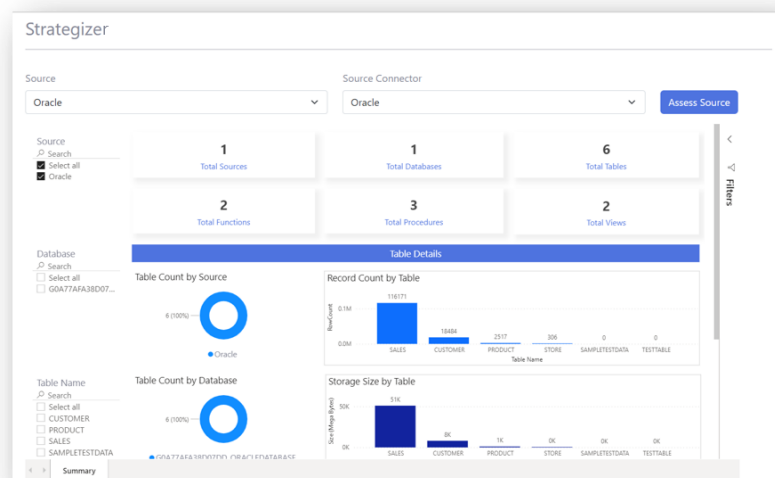 Strategizer
Source
Source Connector
Oracle
Oracle
Assess Source
Source
Search
Select all
Oracle
1
Total Sources
1
Total Databases
6
Total Tables
2
Total Functions
3
Total Procedures
2
Total Views
Filters
Table Details
Database
Search
Select all
G0A77AFA38D07...
Table Count by Source
6 (100%)
Oracle
Record Count by Table
RowCount
0.1M
0.0M
116171
18484
2517
306
0
0
SALES
CUSTOMER
PRODUCT
STORE
SAMPLETESTDATA
TESTTABLE
Table Name
Table Name
Search
Select all
CUSTOMER
PRODUCT
SALES
SAMPLETESTDATA
Table Count by Database
6 (100%)
G0A77AFA38D07DD_ORACLEDATABASE
Storage Size by Table
Size (Mega Bytes)
50K
0K
51K
8K
1K
0K
0K
0K
SALES
CUSTOMER
PRODUCT
STORE
SAMPLETESTDATA
TESTTABLE
Summary